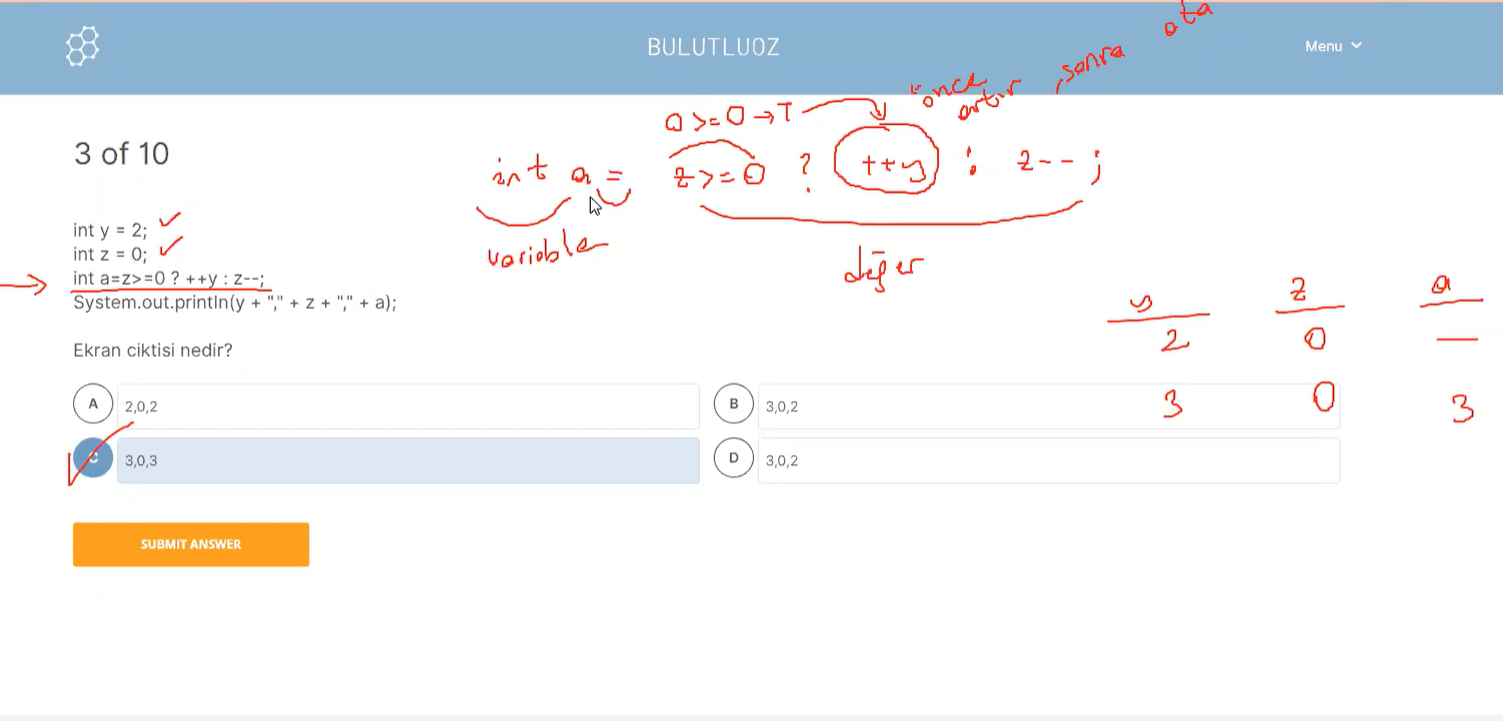 BULUTLUOZ
Menu
önce artır, sonra ata
0 >= 0 → T
3 of 10
int a = z >= 0 ? ++y : z-- ;
variable
değer
int y = 2;
int z = 0;
int a=z>=0 ? ++y : z--;
System.out.println(y + "," + z + "," + a);
y z a
2 0 —
3 0 3
Ekran ciktisi nedir?
A 2,0,2
B 3,0,2
C 3,0,3
D 3,0,2
SUBMIT ANSWER